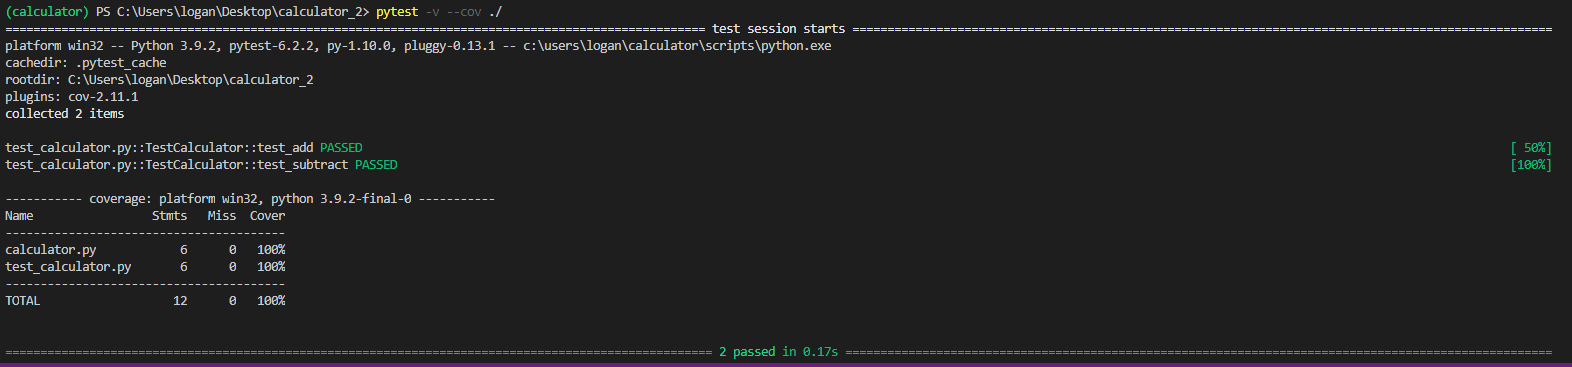 (calculator) PS C:\Users\logan\Desktop\calculator_2> pytest -v --cov ./
==================================================================================================== test session starts ====================================================================================================
platform win32 -- Python 3.9.2, pytest-6.2.2, py-1.10.0, pluggy-0.13.1 -- c:\users\logan\calculator\scripts\python.exe
cachedir: .pytest_cache
rootdir: C:\Users\logan\Desktop\calculator_2
plugins: cov-2.11.1
collected 2 items
test_calculator.py::TestCalculator::test_add PASSED [ 50%]
test_calculator.py::TestCalculator::test_subtract PASSED [100%]
----------- coverage: platform win32, python 3.9.2-final-0 -----------
Name                 Stmts   Miss  Cover
----------------------------------------
calculator.py            6      0   100%
test_calculator.py       6      0   100%
----------------------------------------
TOTAL                   12      0   100%
===================================================================================================== 2 passed in 0.17s =====================================================================================================